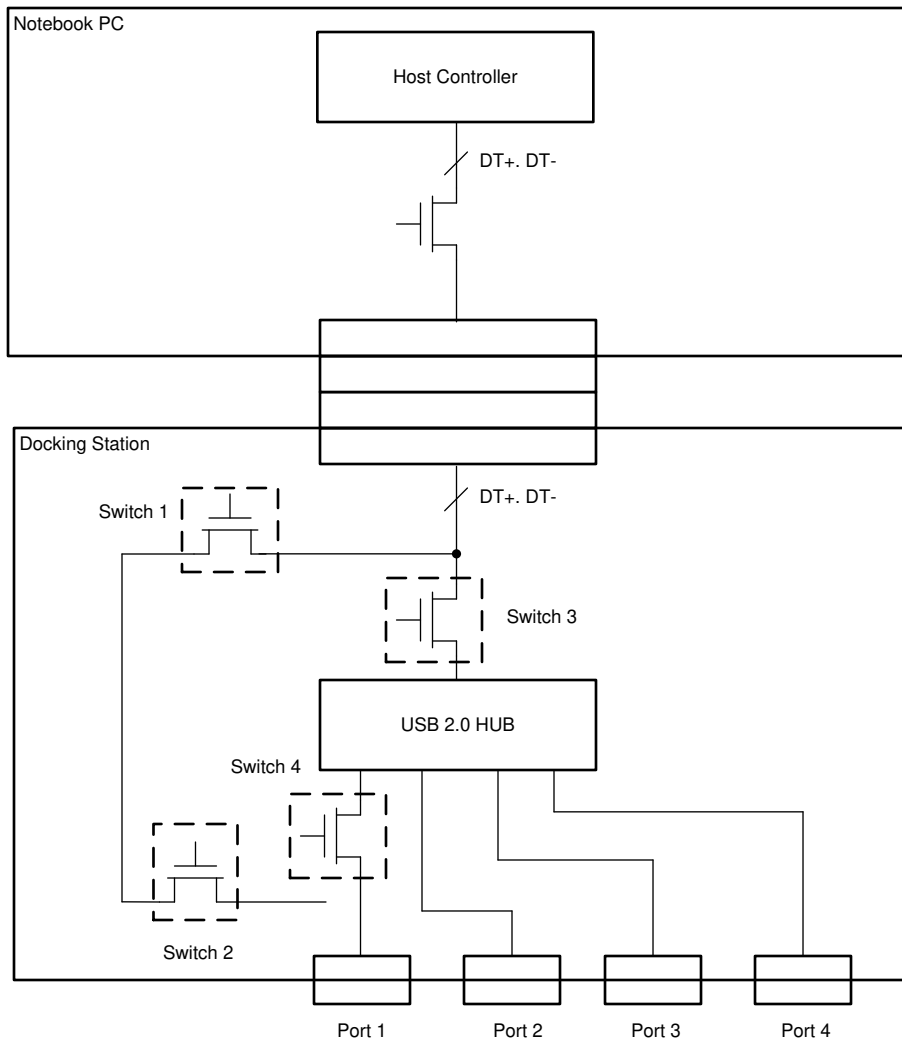 Notebook PC
Host Controller
DT+. DT-
Docking Station
DT+. DT-
Switch 1
Switch 3
USB 2.0 HUB
Switch 4
Switch 2
Port 1
Port 2
Port 3
Port 4